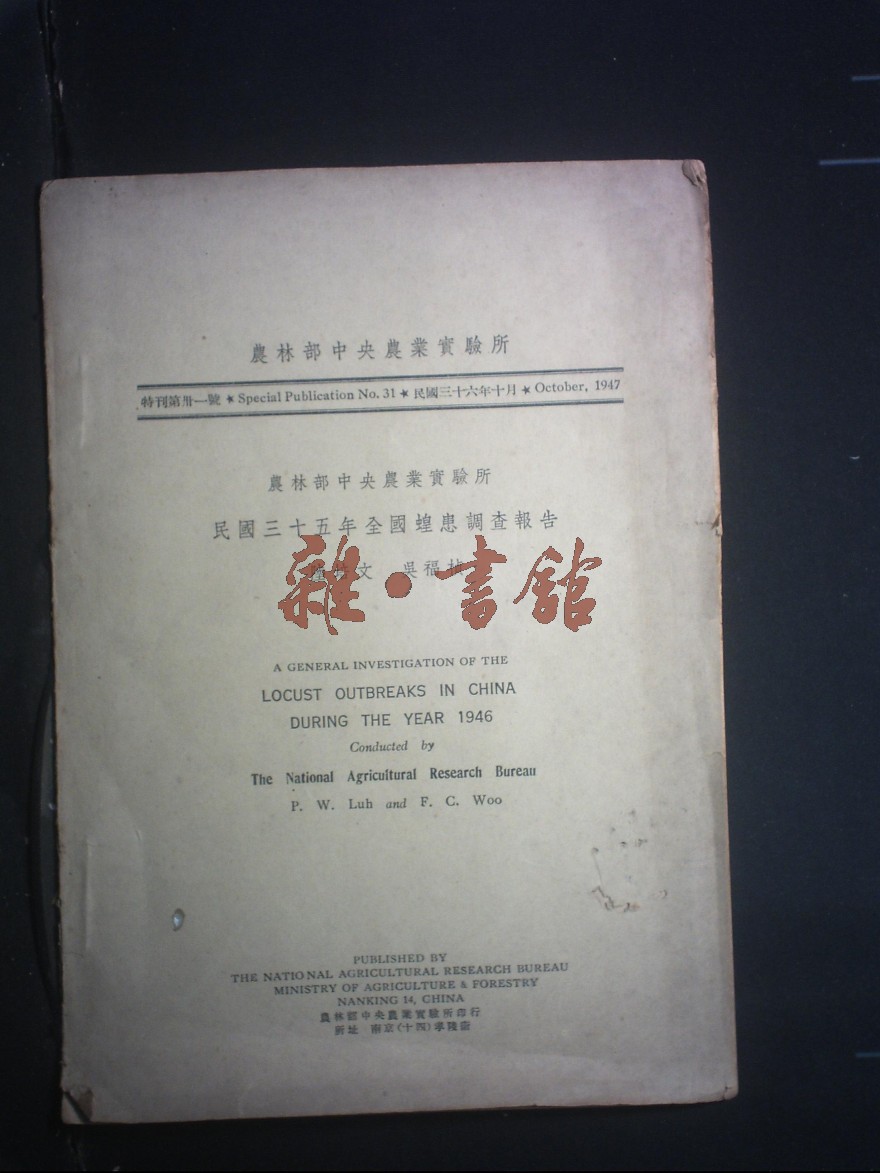 農林部中央農業實驗所
特刊第卅一號 ★ Special Publication No. 31 ★ 民國三十六年十月 ★ October, 1947
農林部中央農業實驗所
民國三十五年全國蝗患調查報告
文 吳福
雜·書館
A GENERAL INVESTIGATION OF THE
LOCUST OUTBREAKS IN CHINA
DURING THE YEAR 1946
Conducted by
The National Agricultural Research Bureau
P. W. Luh and F. C. Woo
PUBLISHED BY
THE NATIONAL AGRICULTURAL RESEARCH BUREAU
MINISTRY OF AGRICULTURE & FORESTRY
NANKING 14, CHINA
農林部中央農業實驗所印行
所址 南京(十四)孝陵衛